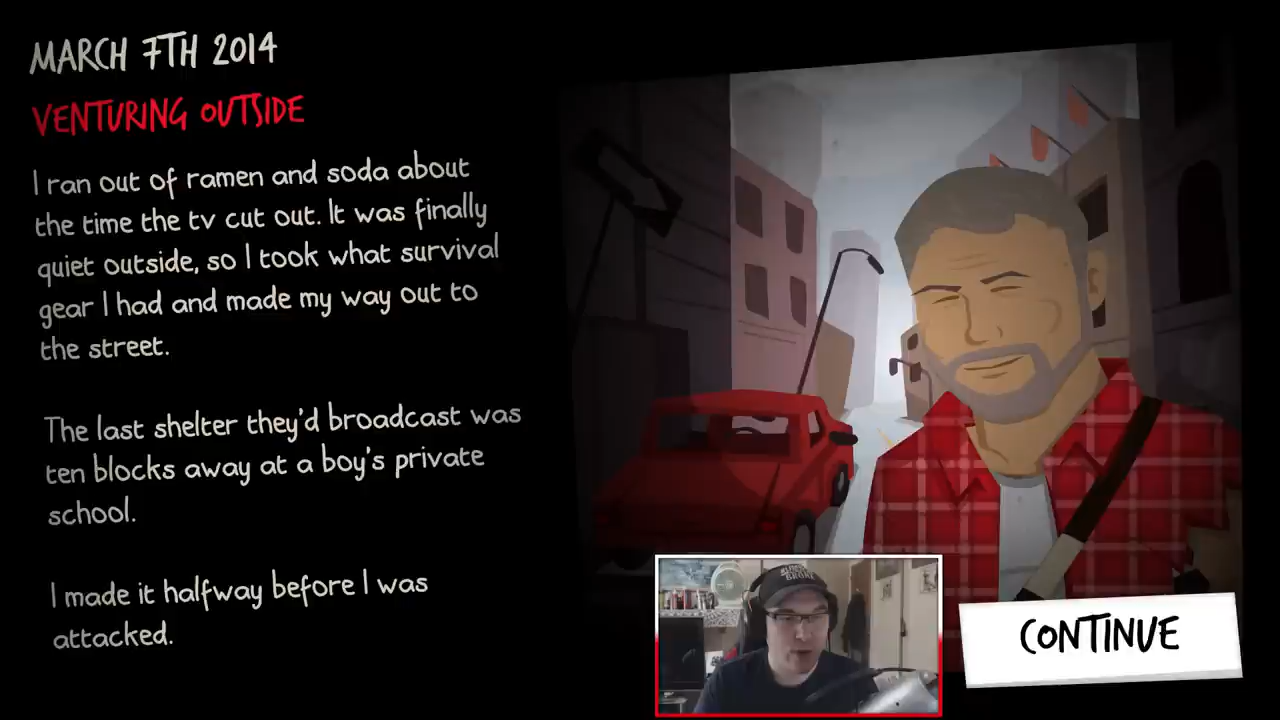 MARCH 7TH 2014
VENTURING OUTSIDE
I ran out of ramen and soda about
the time the tv cut out. It was finally
quiet outside, so I took what survival
gear I had and made my way out to
the street.
The last shelter they'd broadcast was
ten blocks away at a boy's private
school.
I made it halfway before I was
attacked.
CONTINUE